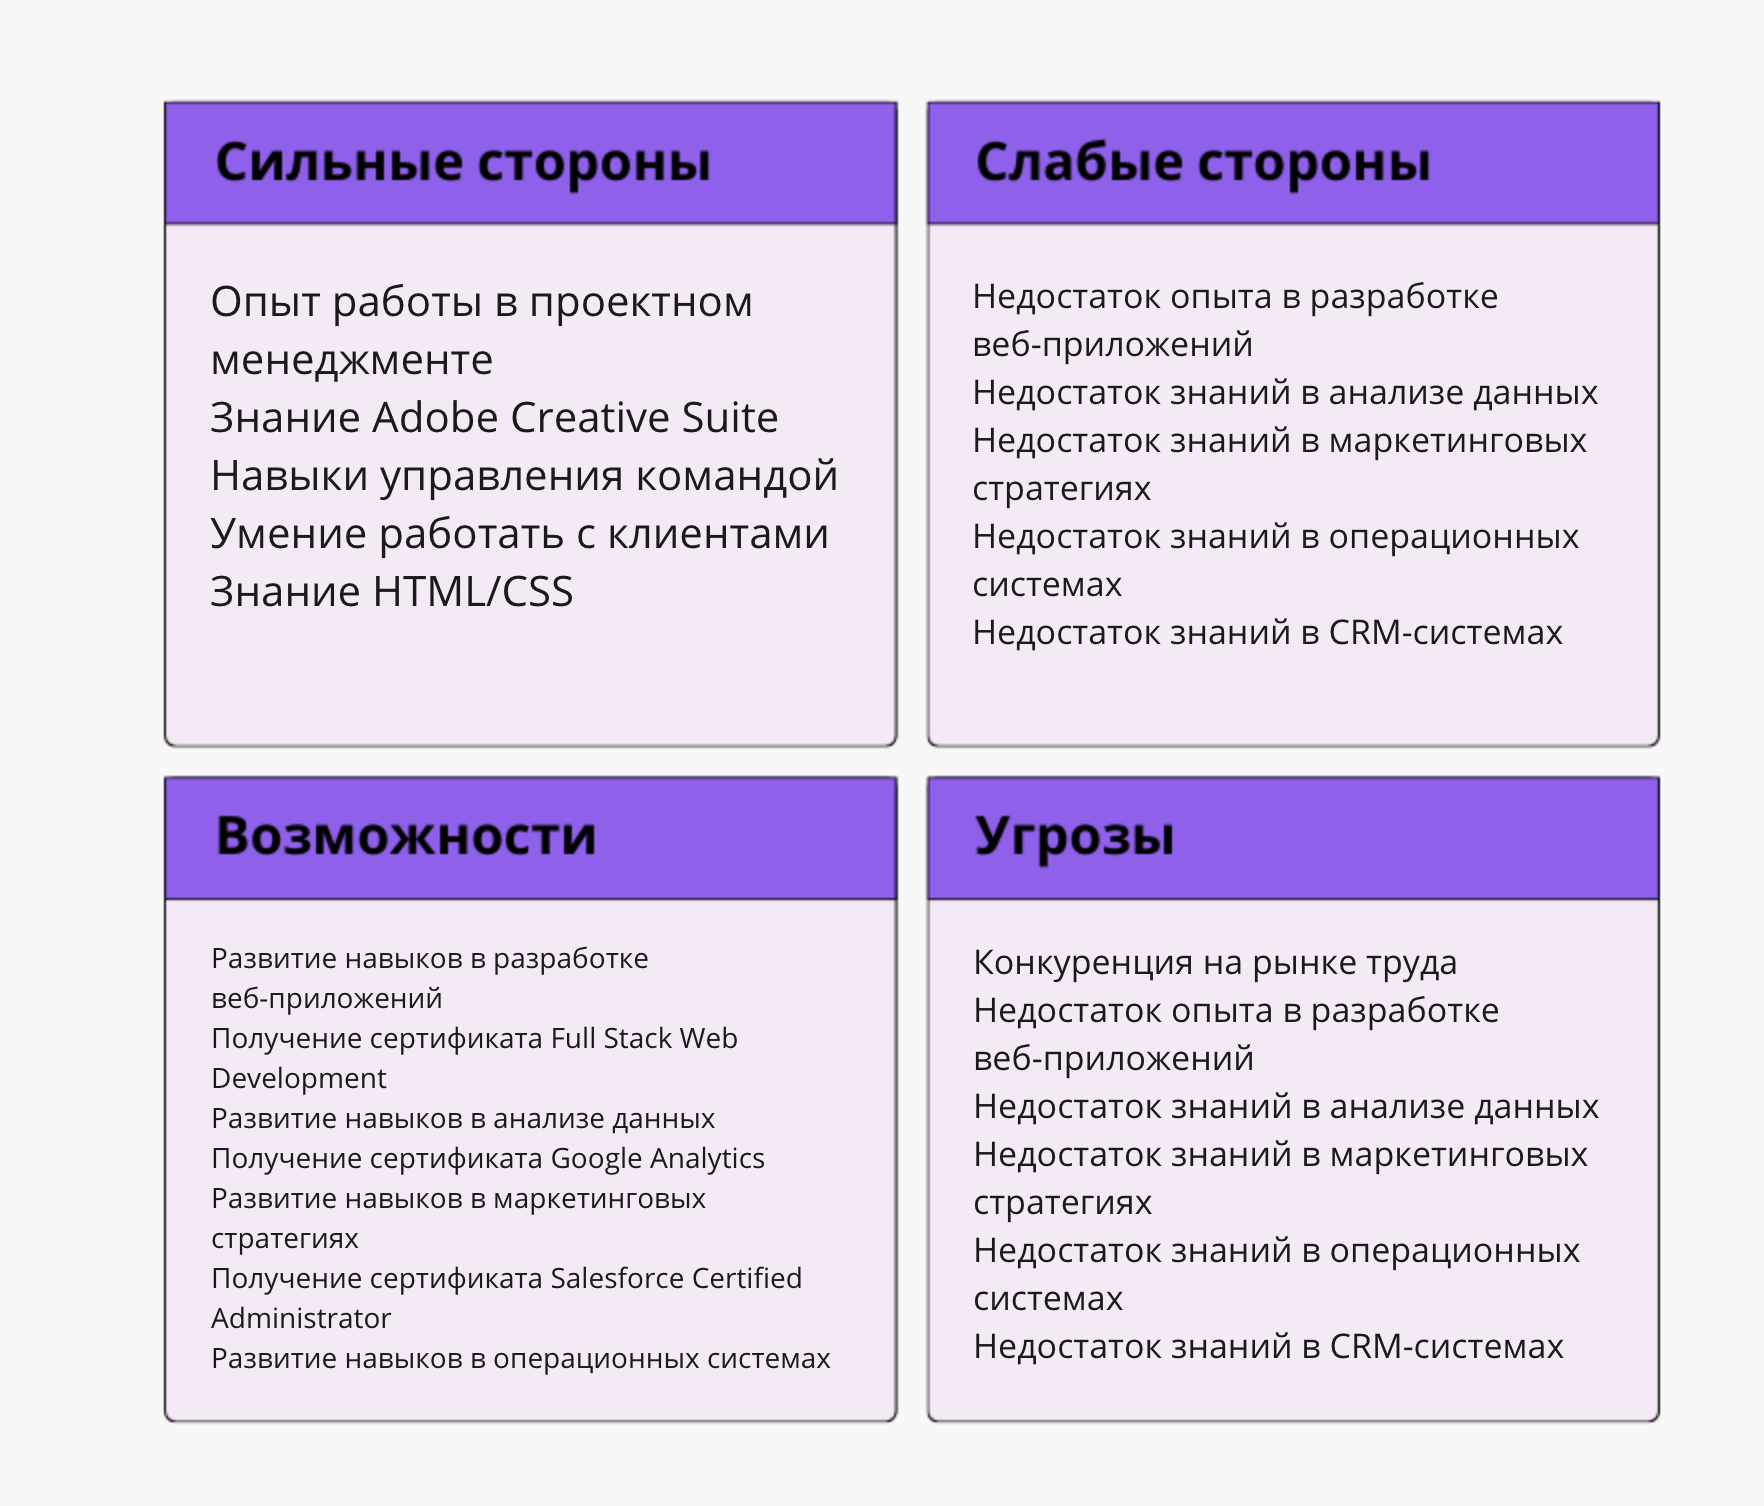 Сильные стороны
Опыт работы в проектном
менеджменте
Знание Adobe Creative Suite
Навыки управления командой
Умение работать с клиентами
Знание HTML/CSS
Слабые стороны
Недостаток опыта в разработке
веб-приложений
Недостаток знаний в анализе данных
Недостаток знаний в маркетинговых
стратегиях
Недостаток знаний в операционных
системах
Недостаток знаний в CRM-системах
Возможности
Развитие навыков в разработке
веб-приложений
Получение сертификата Full Stack Web
Development
Развитие навыков в анализе данных
Получение сертификата Google Analytics
Развитие навыков в маркетинговых
стратегиях
Получение сертификата Salesforce Certified
Administrator
Развитие навыков в операционных системах
Угрозы
Конкуренция на рынке труда
Недостаток опыта в разработке
веб-приложений
Недостаток знаний в анализе данных
Недостаток знаний в маркетинговых
стратегиях
Недостаток знаний в операционных
системах
Недостаток знаний в CRM-системах